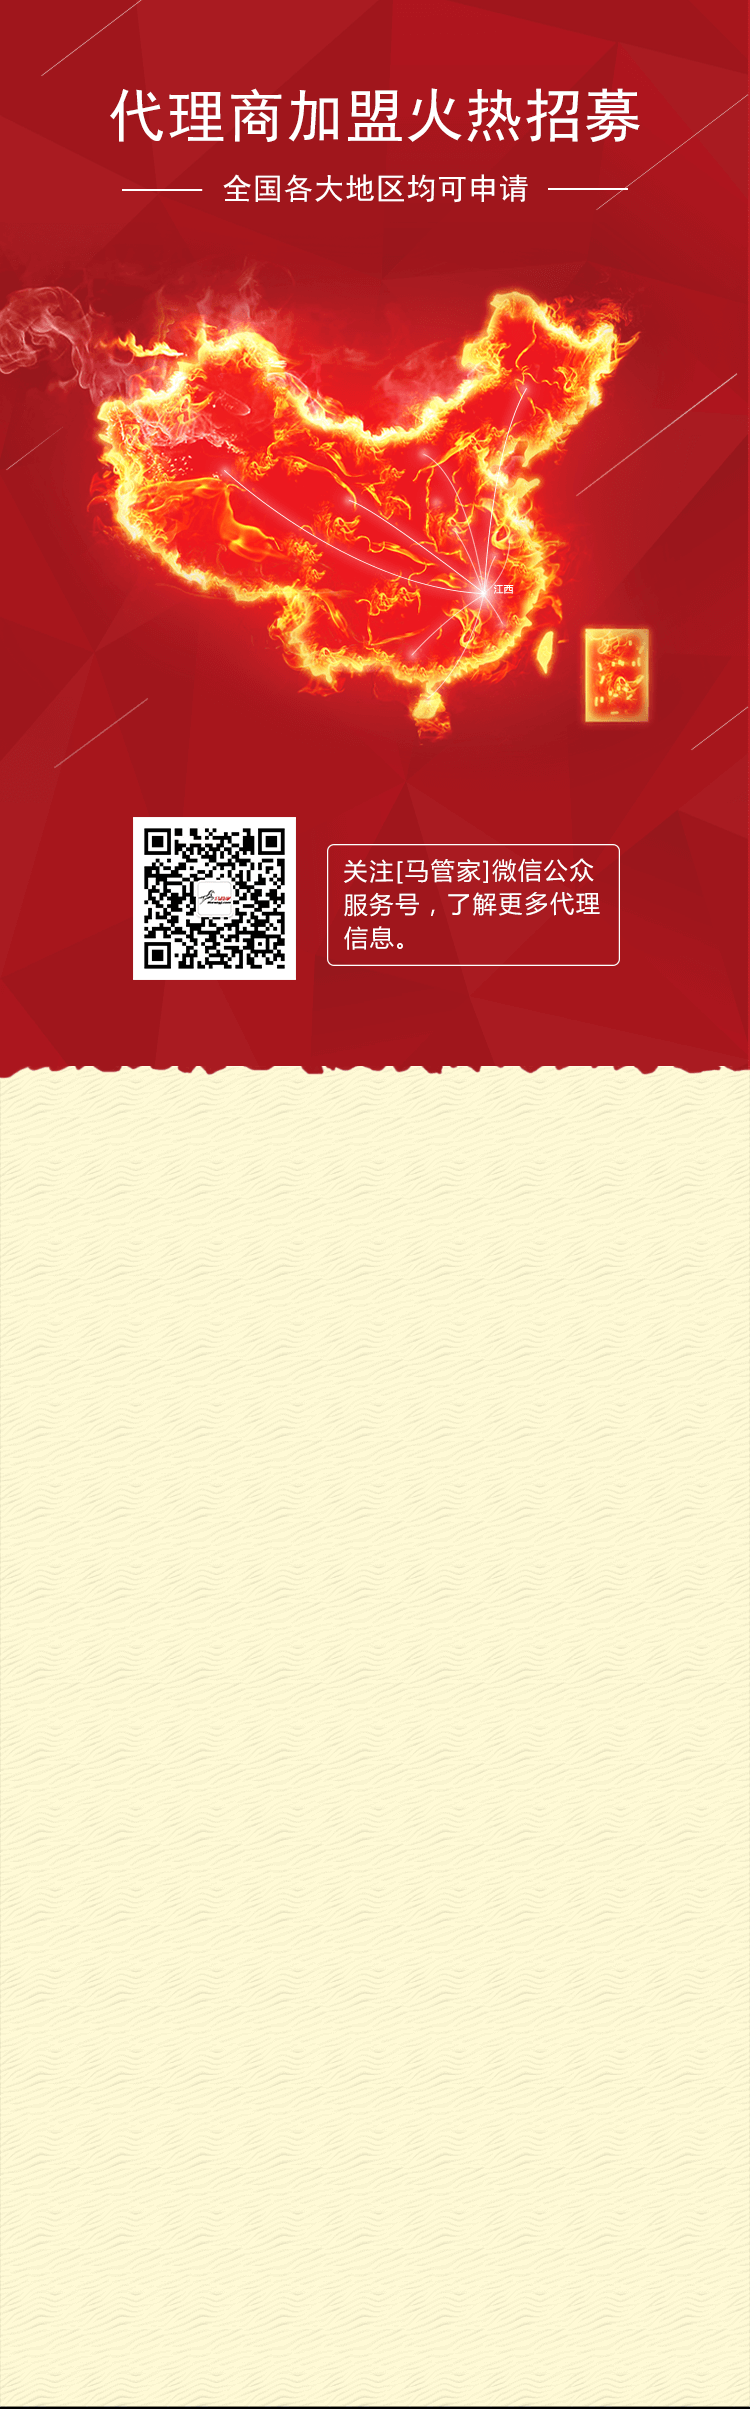 代理商加盟火热招募
全国各大地区均可申请
江西
关注[马管家]微信公众
服务号，了解更多代理
信息。